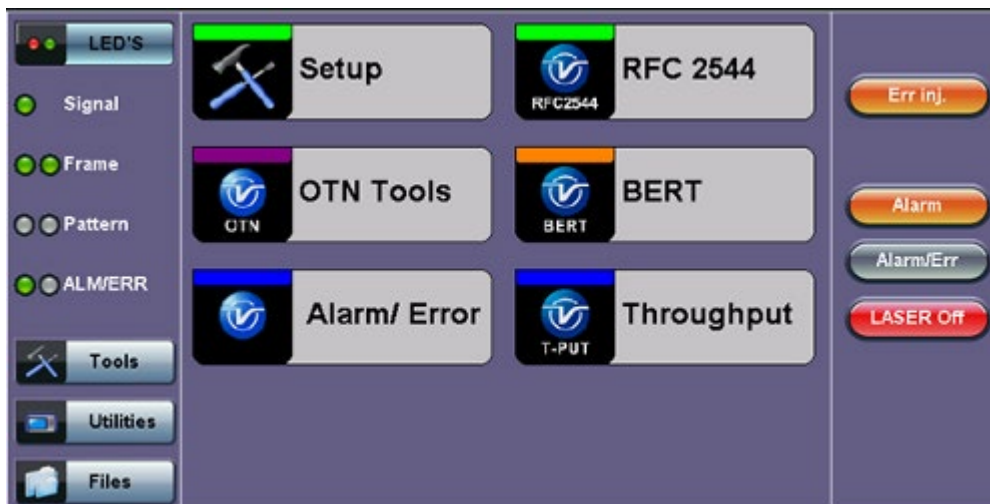 LED'S
Signal
Frame
Pattern
ALM/ERR
Tools
Utilities
Files
Setup
RFC2544
RFC 2544
OTN
OTN Tools
BERT
BERT
Alarm/ Error
T-PUT
Throughput
Err inj.
Alarm
Alarm/Err
LASER Off